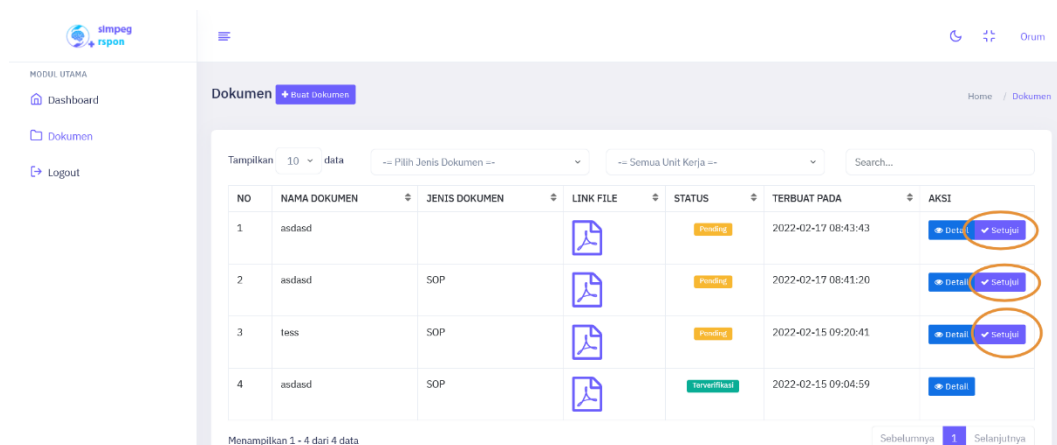 simpeg
rspon
Orum
MODUL UTAMA
Dashboard
Dokumen
Logout
Dokumen + Buat Dokumen
Home / Dokumen
Tampilkan 10 data -= Pilih Jenis Dokumen =- -= Semua Unit Kerja =- Search...
NO NAMA DOKUMEN JENIS DOKUMEN LINK FILE STATUS TERBUAT PADA AKSI
1 asdasd Pending 2022-02-17 08:43:43 Detail Setujui
2 asdasd SOP Pending 2022-02-17 08:41:20 Detail Setujui
3 tess SOP Pending 2022-02-15 09:20:41 Detail Setujui
4 asdasd SOP Terverifikasi 2022-02-15 09:04:59 Detail
Menampilkan 1 - 4 dari 4 data
Sebelumnya 1 Selanjutnya